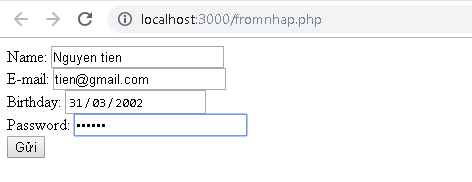 localhost:3000/fromnhap.php
Name: Nguyen tien
E-mail: tien@gmail.com
Birthday: 31/03/2002
Password: ••••••
Gửi